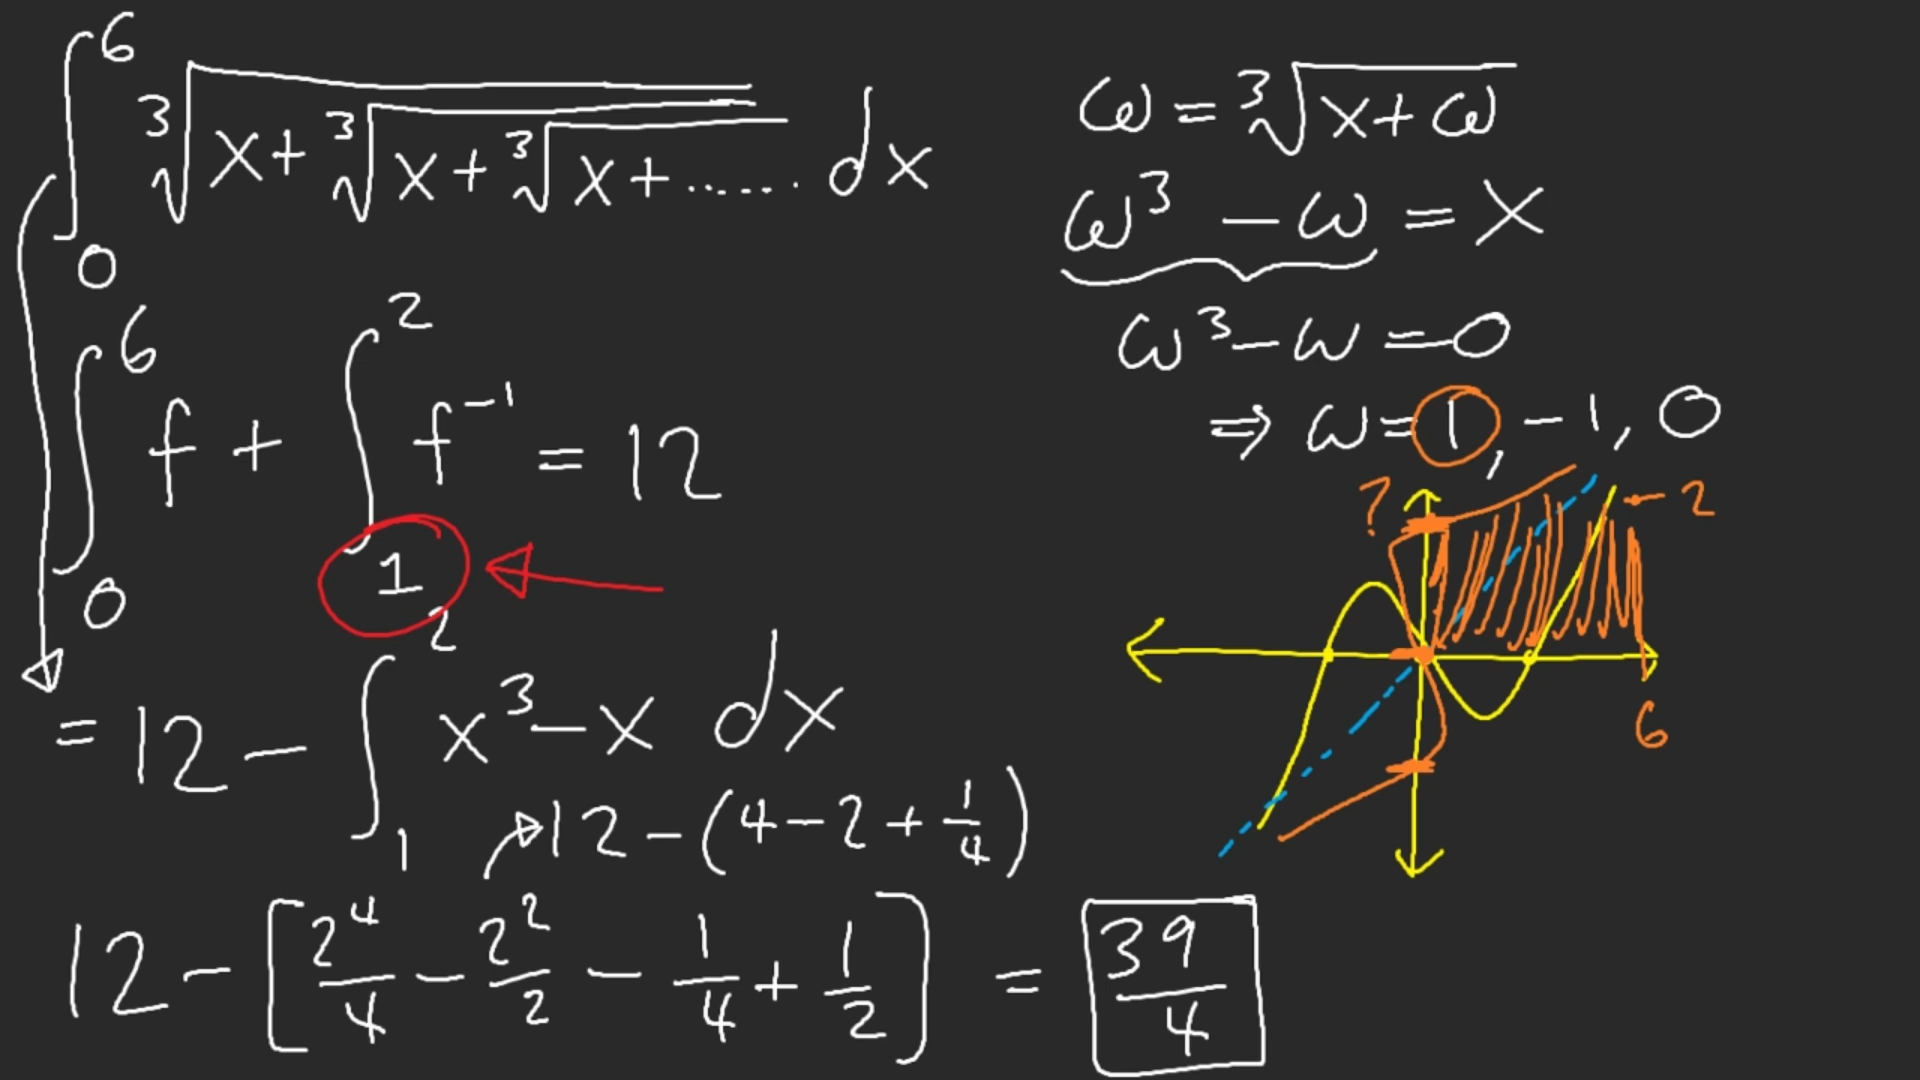 ∫₀⁶ ∛(x+∛(x+∛(x+...... dx
∫₀⁶ f + ∫₁² f⁻¹ = 12
= 12 − ∫₁² x³−x dx
12−(4−2+1/4)
12−[2⁴/4 − 2²/2 − 1/4 + 1/2] = 39/4
ω = ∛(x+ω)
ω³ − ω = x
ω³−ω = 0
⇒ ω = 1, −1, 0
?
−2
6